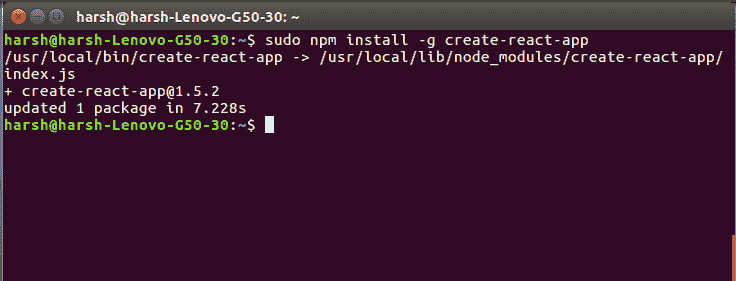 harsh@harsh-Lenovo-G50-30: ~
harsh@harsh-Lenovo-G50-30:~$ sudo npm install -g create-react-app
/usr/local/bin/create-react-app -> /usr/local/lib/node_modules/create-react-app/
index.js
+ create-react-app@1.5.2
updated 1 package in 7.228s
harsh@harsh-Lenovo-G50-30:~$